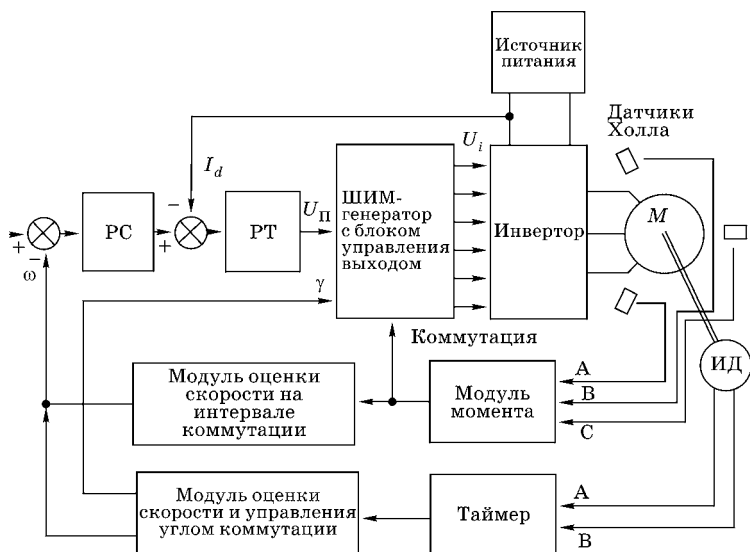 Источник
питания
Датчики
Холла
U_i
I_d
−
U_П
ШИМ-
генератор
с блоком
управления
выходом
Инвертор
M
РС
РТ
+
−
+
ω
γ
Коммутация
ИД
Модуль оценки
скорости на
интервале
коммутации
Модуль
момента
A
B
C
Модуль оценки
скорости и управления
углом коммутации
Таймер
A
B